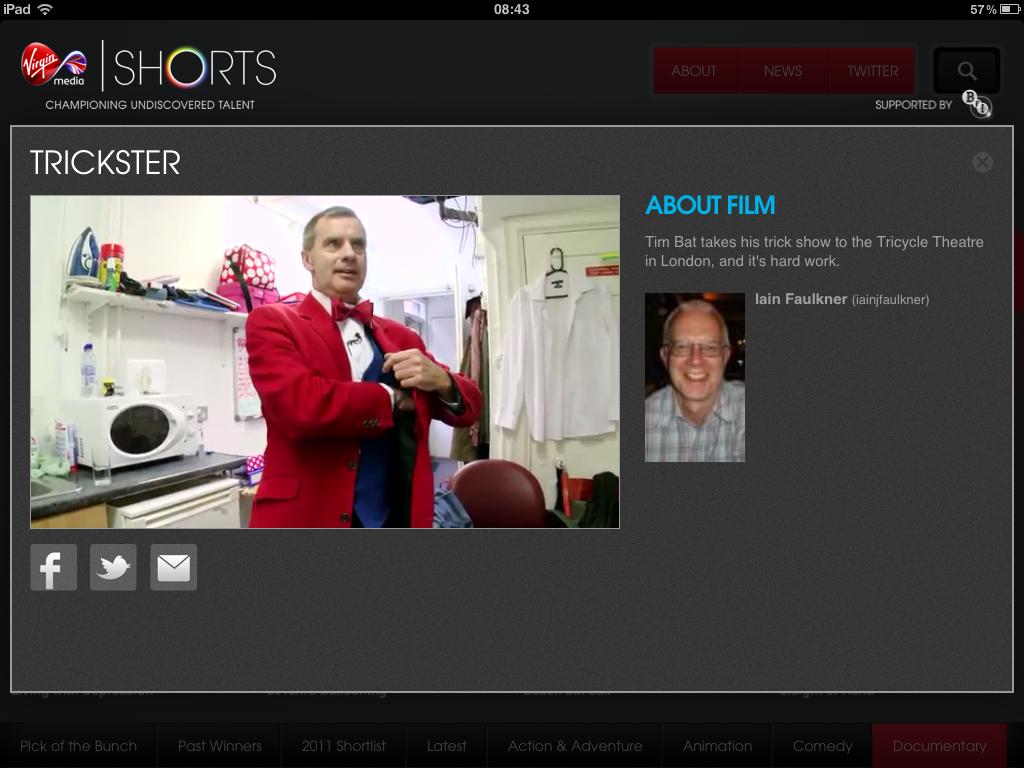 iPad 08:43 57%
Virgin media SHORTS
ABOUT NEWS TWITTER
CHAMPIONING UNDISCOVERED TALENT
SUPPORTED BY BFI
TRICKSTER
ABOUT FILM
Tim Bat takes his trick show to the Tricycle Theatre
in London, and it's hard work.
Iain Faulkner (iainjfaulkner)
Pick of the Bunch Past Winners 2011 Shortlist Latest Action & Adventure Animation Comedy Documentary